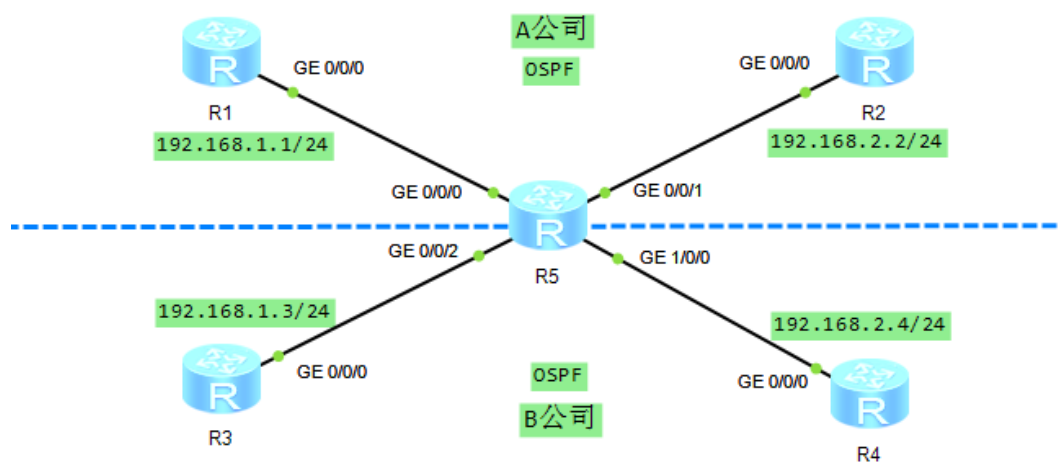 A公司
OSPF
GE 0/0/0
R
R1
192.168.1.1/24
GE 0/0/0
R
R2
192.168.2.2/24
GE 0/0/0
GE 0/0/1
R
R5
GE 0/0/2
GE 1/0/0
192.168.1.3/24
GE 0/0/0
R
R3
192.168.2.4/24
GE 0/0/0
R
R4
OSPF
B公司